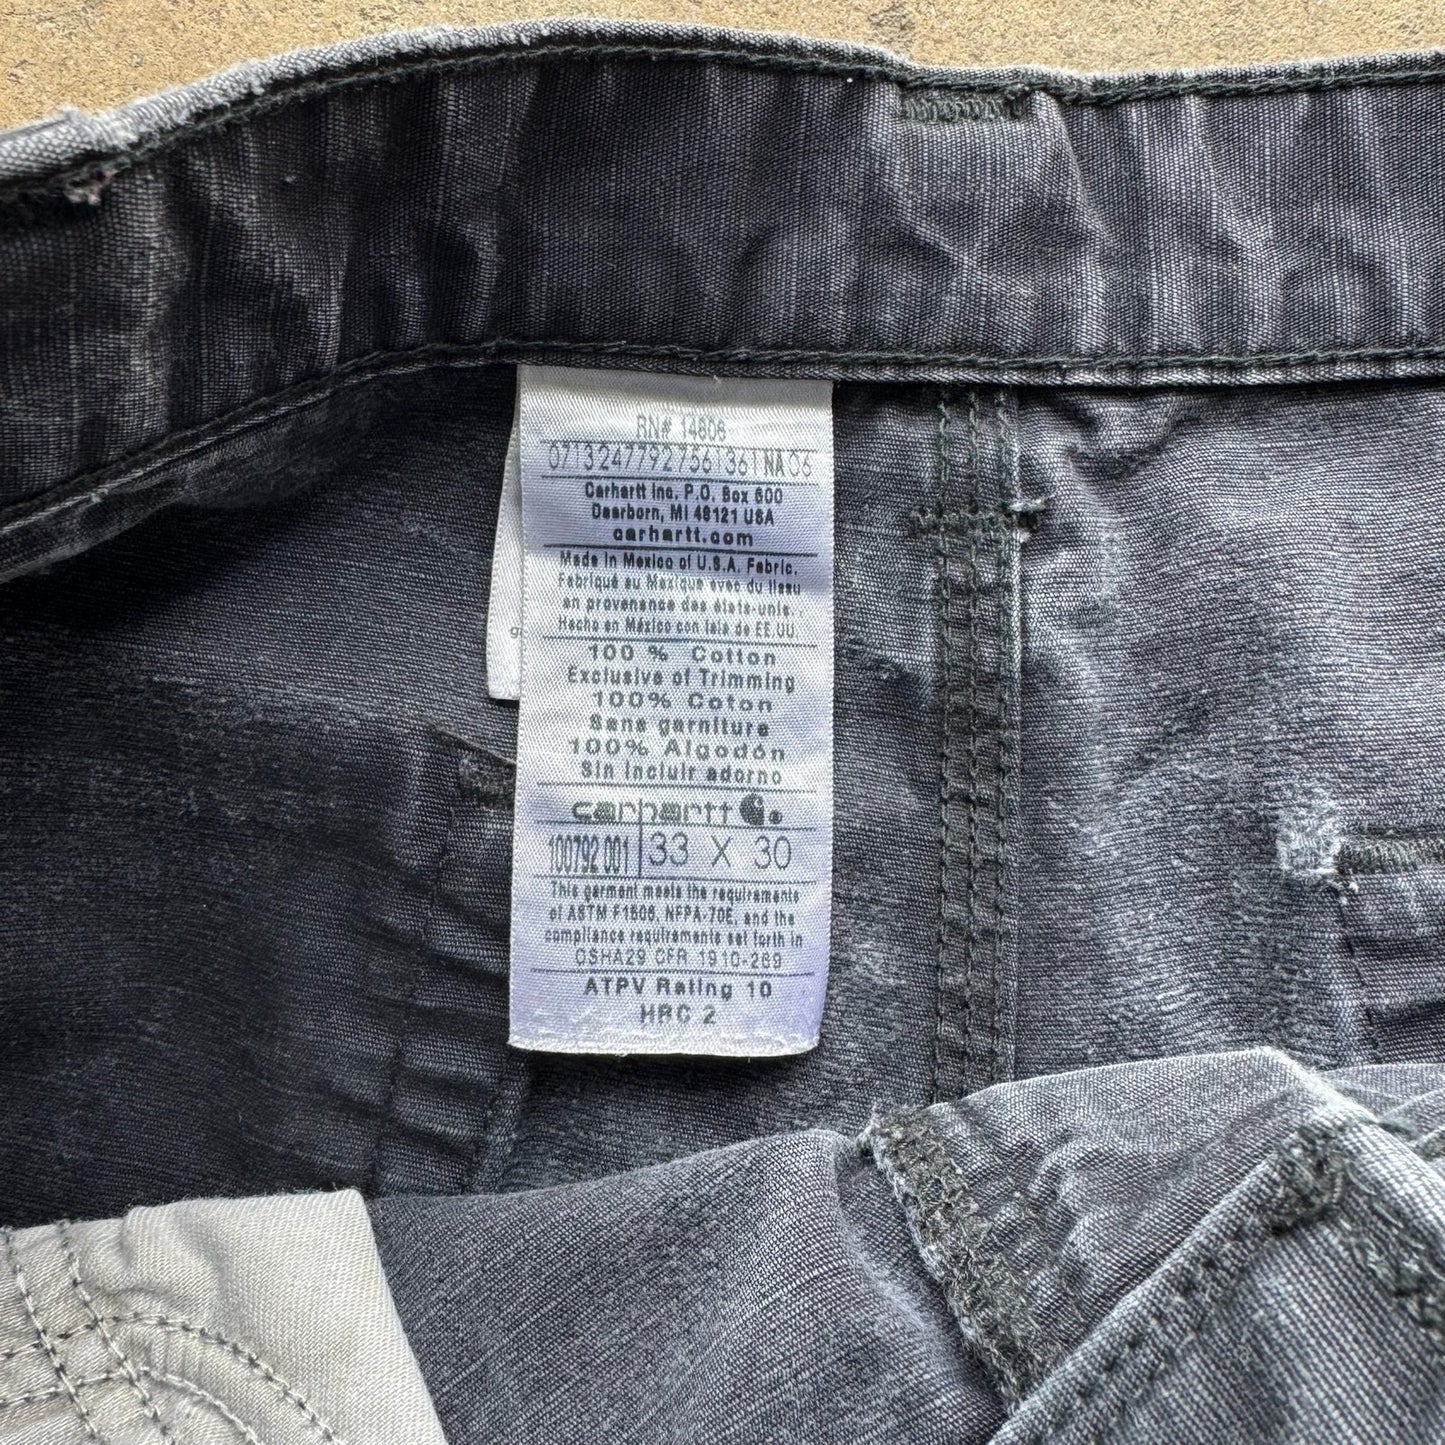 RN# 14806
0713247792756136 NA 06
Carhartt Inc. P.O. Box 600
Dearborn, MI 48121 USA
carhartt.com
Made in Mexico of U.S.A. Fabric.
Fabriqué au Mexique avec du tissu
en provenance des états-unis.
Hecho en México con tela de EE.UU.
100 % Cotton
Exclusive of Trimming
100% Coton
Sans garniture
100% Algodón
Sin incluir adorno
carhartt ®
100792 001 33 X 30
This garment meets the requirements
of ASTM F1506, NFPA-70E, and the
compliance requirements set forth in
OSHA29 CFR 1910-269
ATPV Rating 10
HRC 2